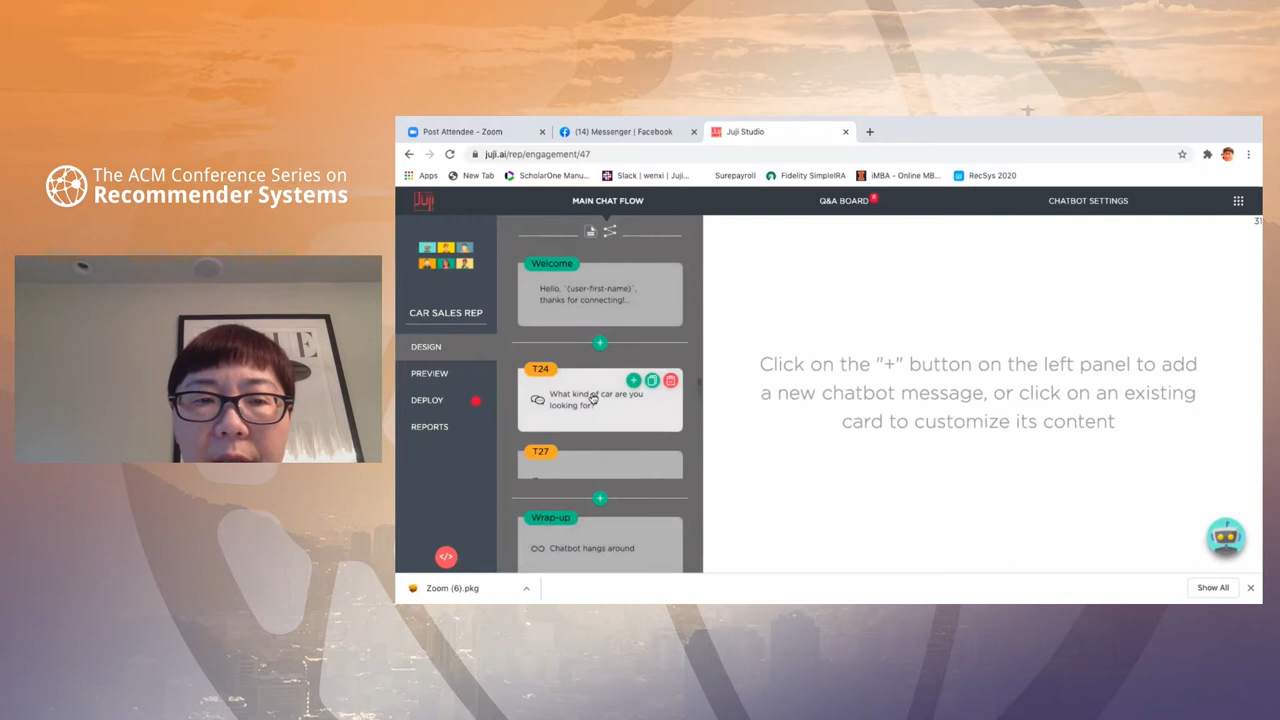 The ACM Conference Series on
Recommender Systems
Post Attendee - Zoom
(14) Messenger | Facebook
Juji Studio
juji.ai/rep/engagement/47
Apps
New Tab
ScholarOne Manu...
Slack | wenxi | Juji...
Surepayroll
Fidelity SimpleIRA
iMBA - Online MB...
RecSys 2020
Juji
MAIN CHAT FLOW
Q&A BOARD
8
CHATBOT SETTINGS
31
CAR SALES REP
DESIGN
PREVIEW
DEPLOY
REPORTS
</>
Welcome
Hello, `(user-first-name)`,
thanks for connecting!...
T24
What kind of car are you
looking for?
T27
Wrap-up
Chatbot hangs around
Click on the "+" button on the left panel to add
a new chatbot message, or click on an existing
card to customize its content
Zoom (6).pkg
Show All